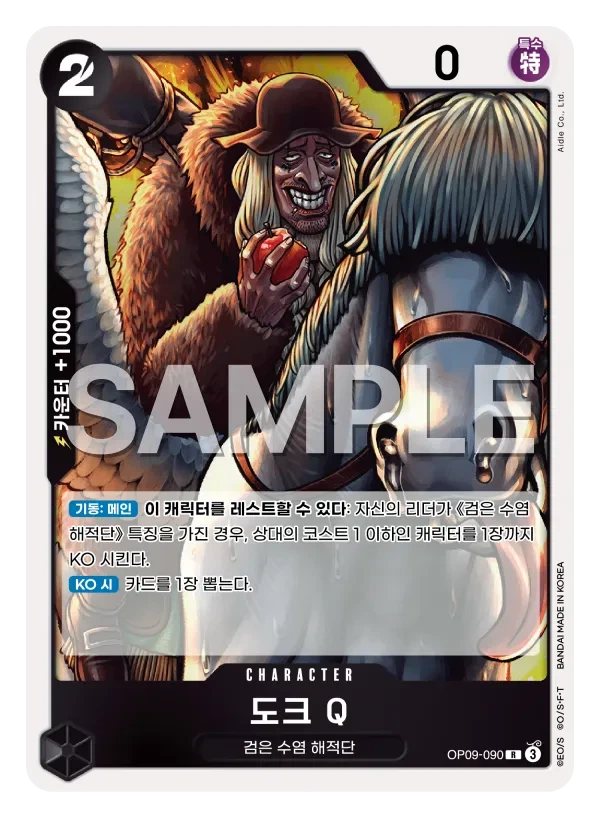 2
0
특수
特
Aidle Co., Ltd.
카운터 +1000
SAMPLE
기동: 메인 이 캐릭터를 레스트할 수 있다: 자신의 리더가 《검은 수염
해적단》 특징을 가진 경우, 상대의 코스트 1 이하인 캐릭터를 1장까지
KO 시킨다.
KO 시 카드를 1장 뽑는다.
CHARACTER
도크 Q
검은 수염 해적단
OP09-090 R 3
©EO/S ©O/S·F·T BANDAI MADE IN KOREA